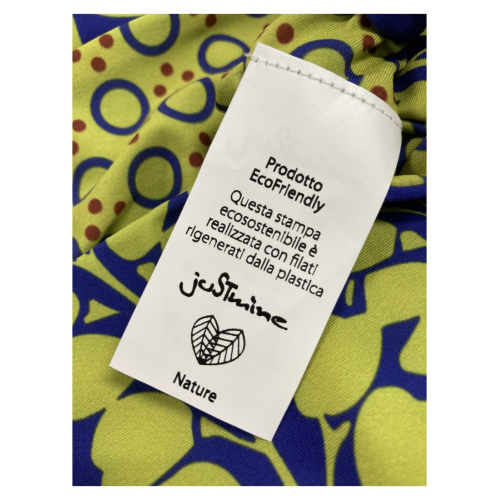 Prodotto
EcoFriendly
Questa stampa
ecosostenibile è
realizzata con filati
rigenerati dalla plastica
juSTmine
Nature